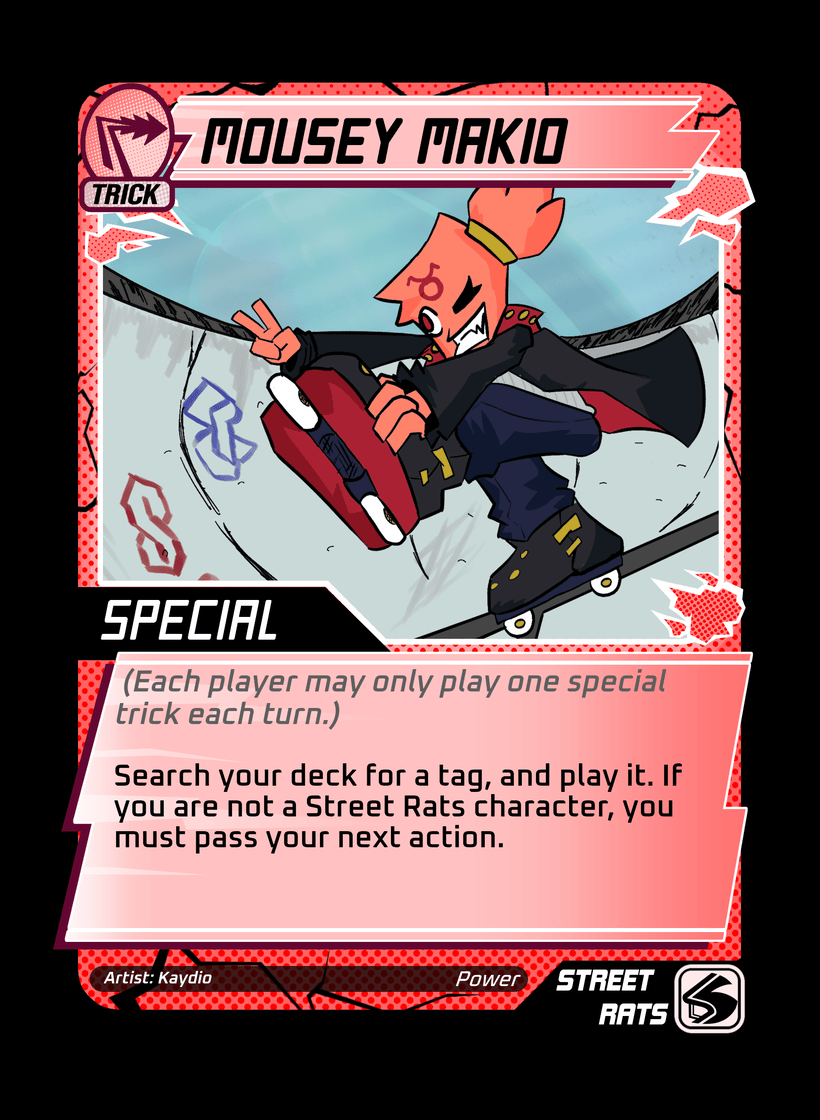 MOUSEY MAKIO
TRICK
SPECIAL
(Each player may only play one special
trick each turn.)
Search your deck for a tag, and play it. If
you are not a Street Rats character, you
must pass your next action.
Artist: Kaydio
Power
STREET
RATS